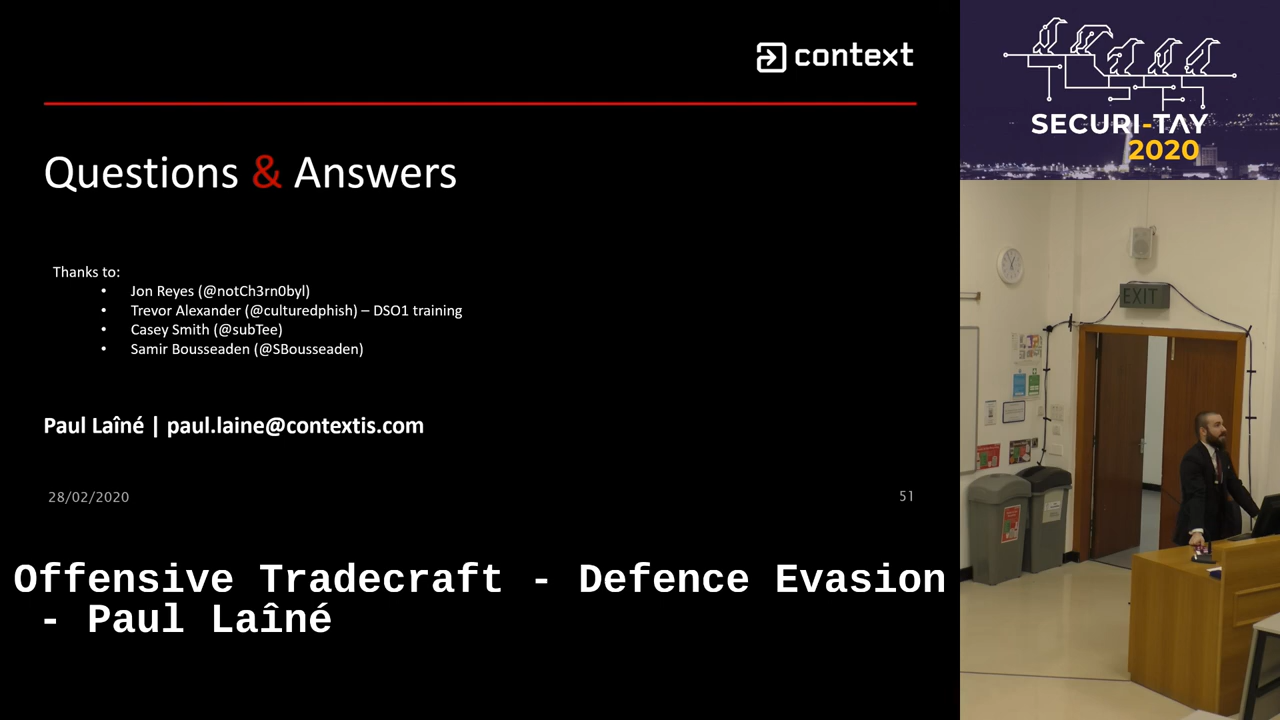 context
Questions & Answers
Thanks to:
• Jon Reyes (@notCh3rn0byl)
• Trevor Alexander (@culturedphish) – DSO1 training
• Casey Smith (@subTee)
• Samir Bousseaden (@SBousseaden)
Paul Laîné | paul.laine@contextis.com
28/02/2020
51
Offensive Tradecraft - Defence Evasion
- Paul Laîné
SECURI-TAY
2020
EXIT